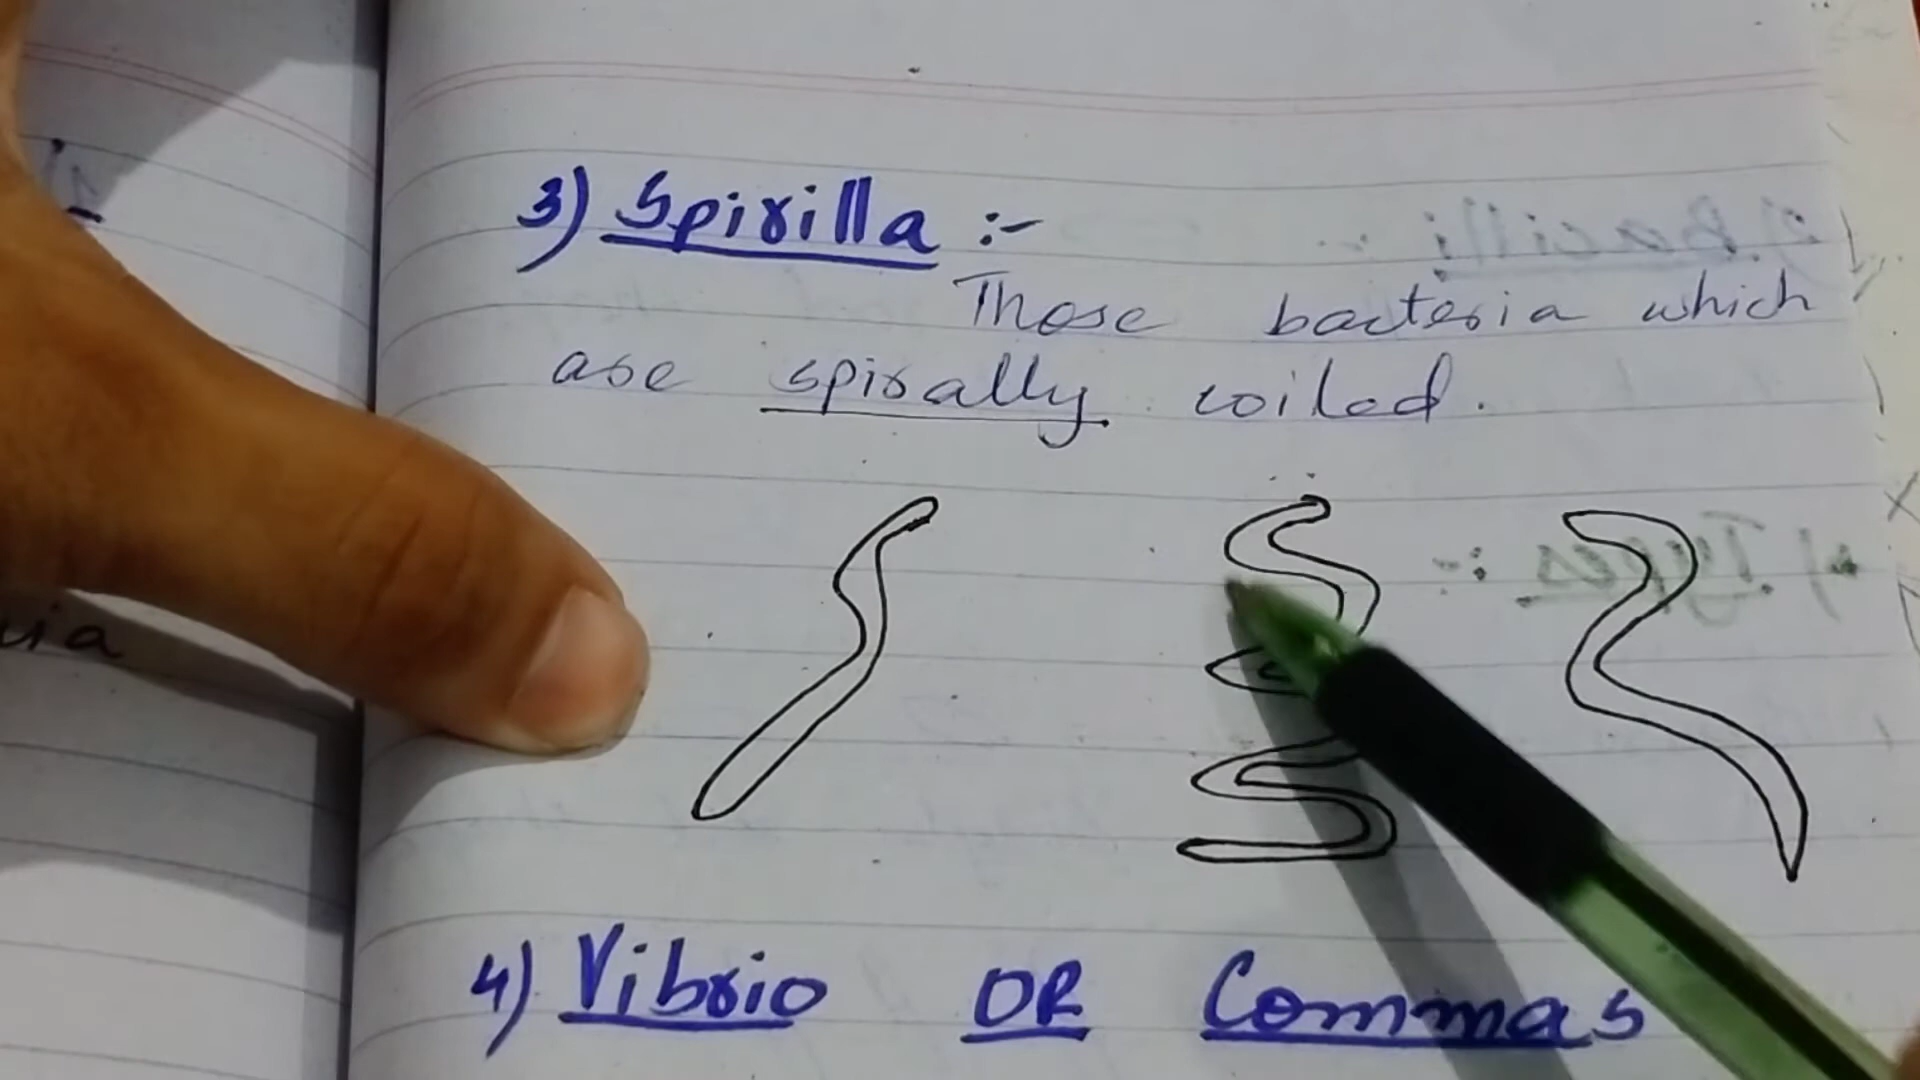 3) Spirilla :-
Those bacteria which
are spirally coiled.
4) Vibrio OR Commas